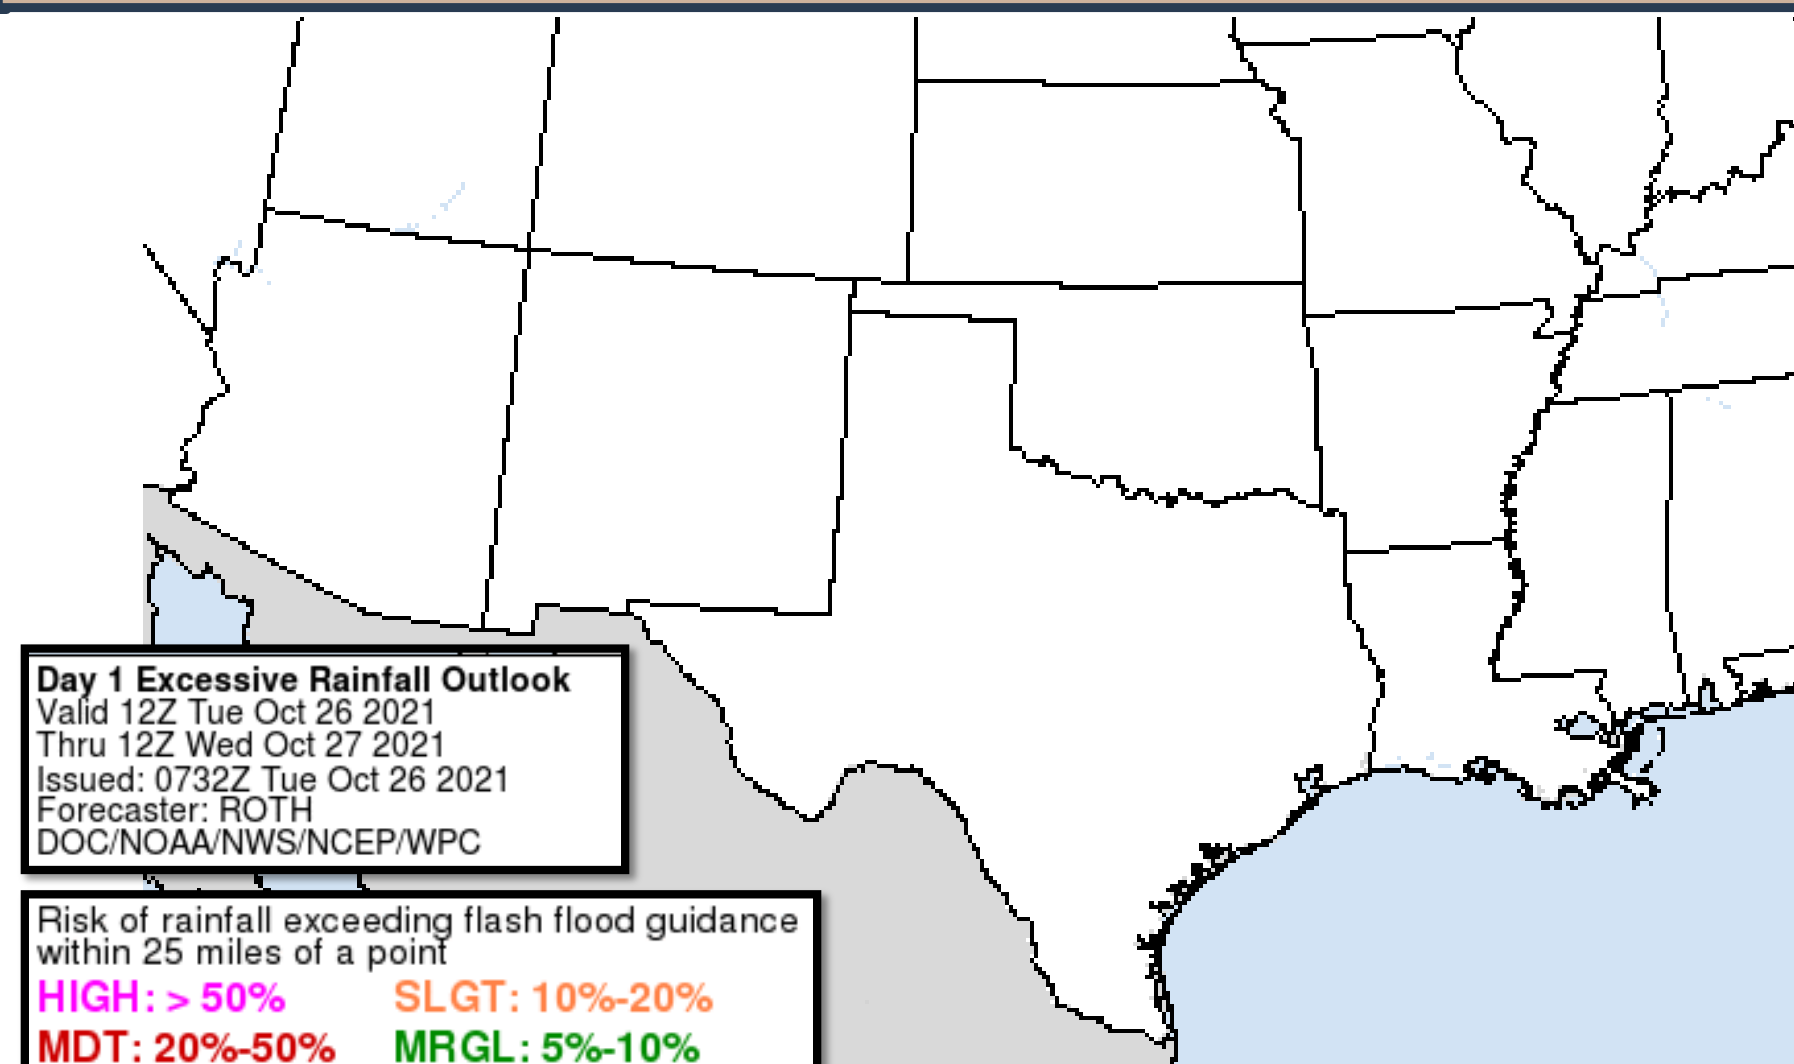 Day 1 Excessive Rainfall Outlook
Valid 12Z Tue Oct 26 2021
Thru 12Z Wed Oct 27 2021
Issued: 0732Z Tue Oct 26 2021
Forecaster: ROTH
DOC/NOAA/NWS/NCEP/WPC
Risk of rainfall exceeding flash flood guidance
within 25 miles of a point
HIGH: > 50% SLGT: 10%-20%
MDT: 20%-50% MRGL: 5%-10%